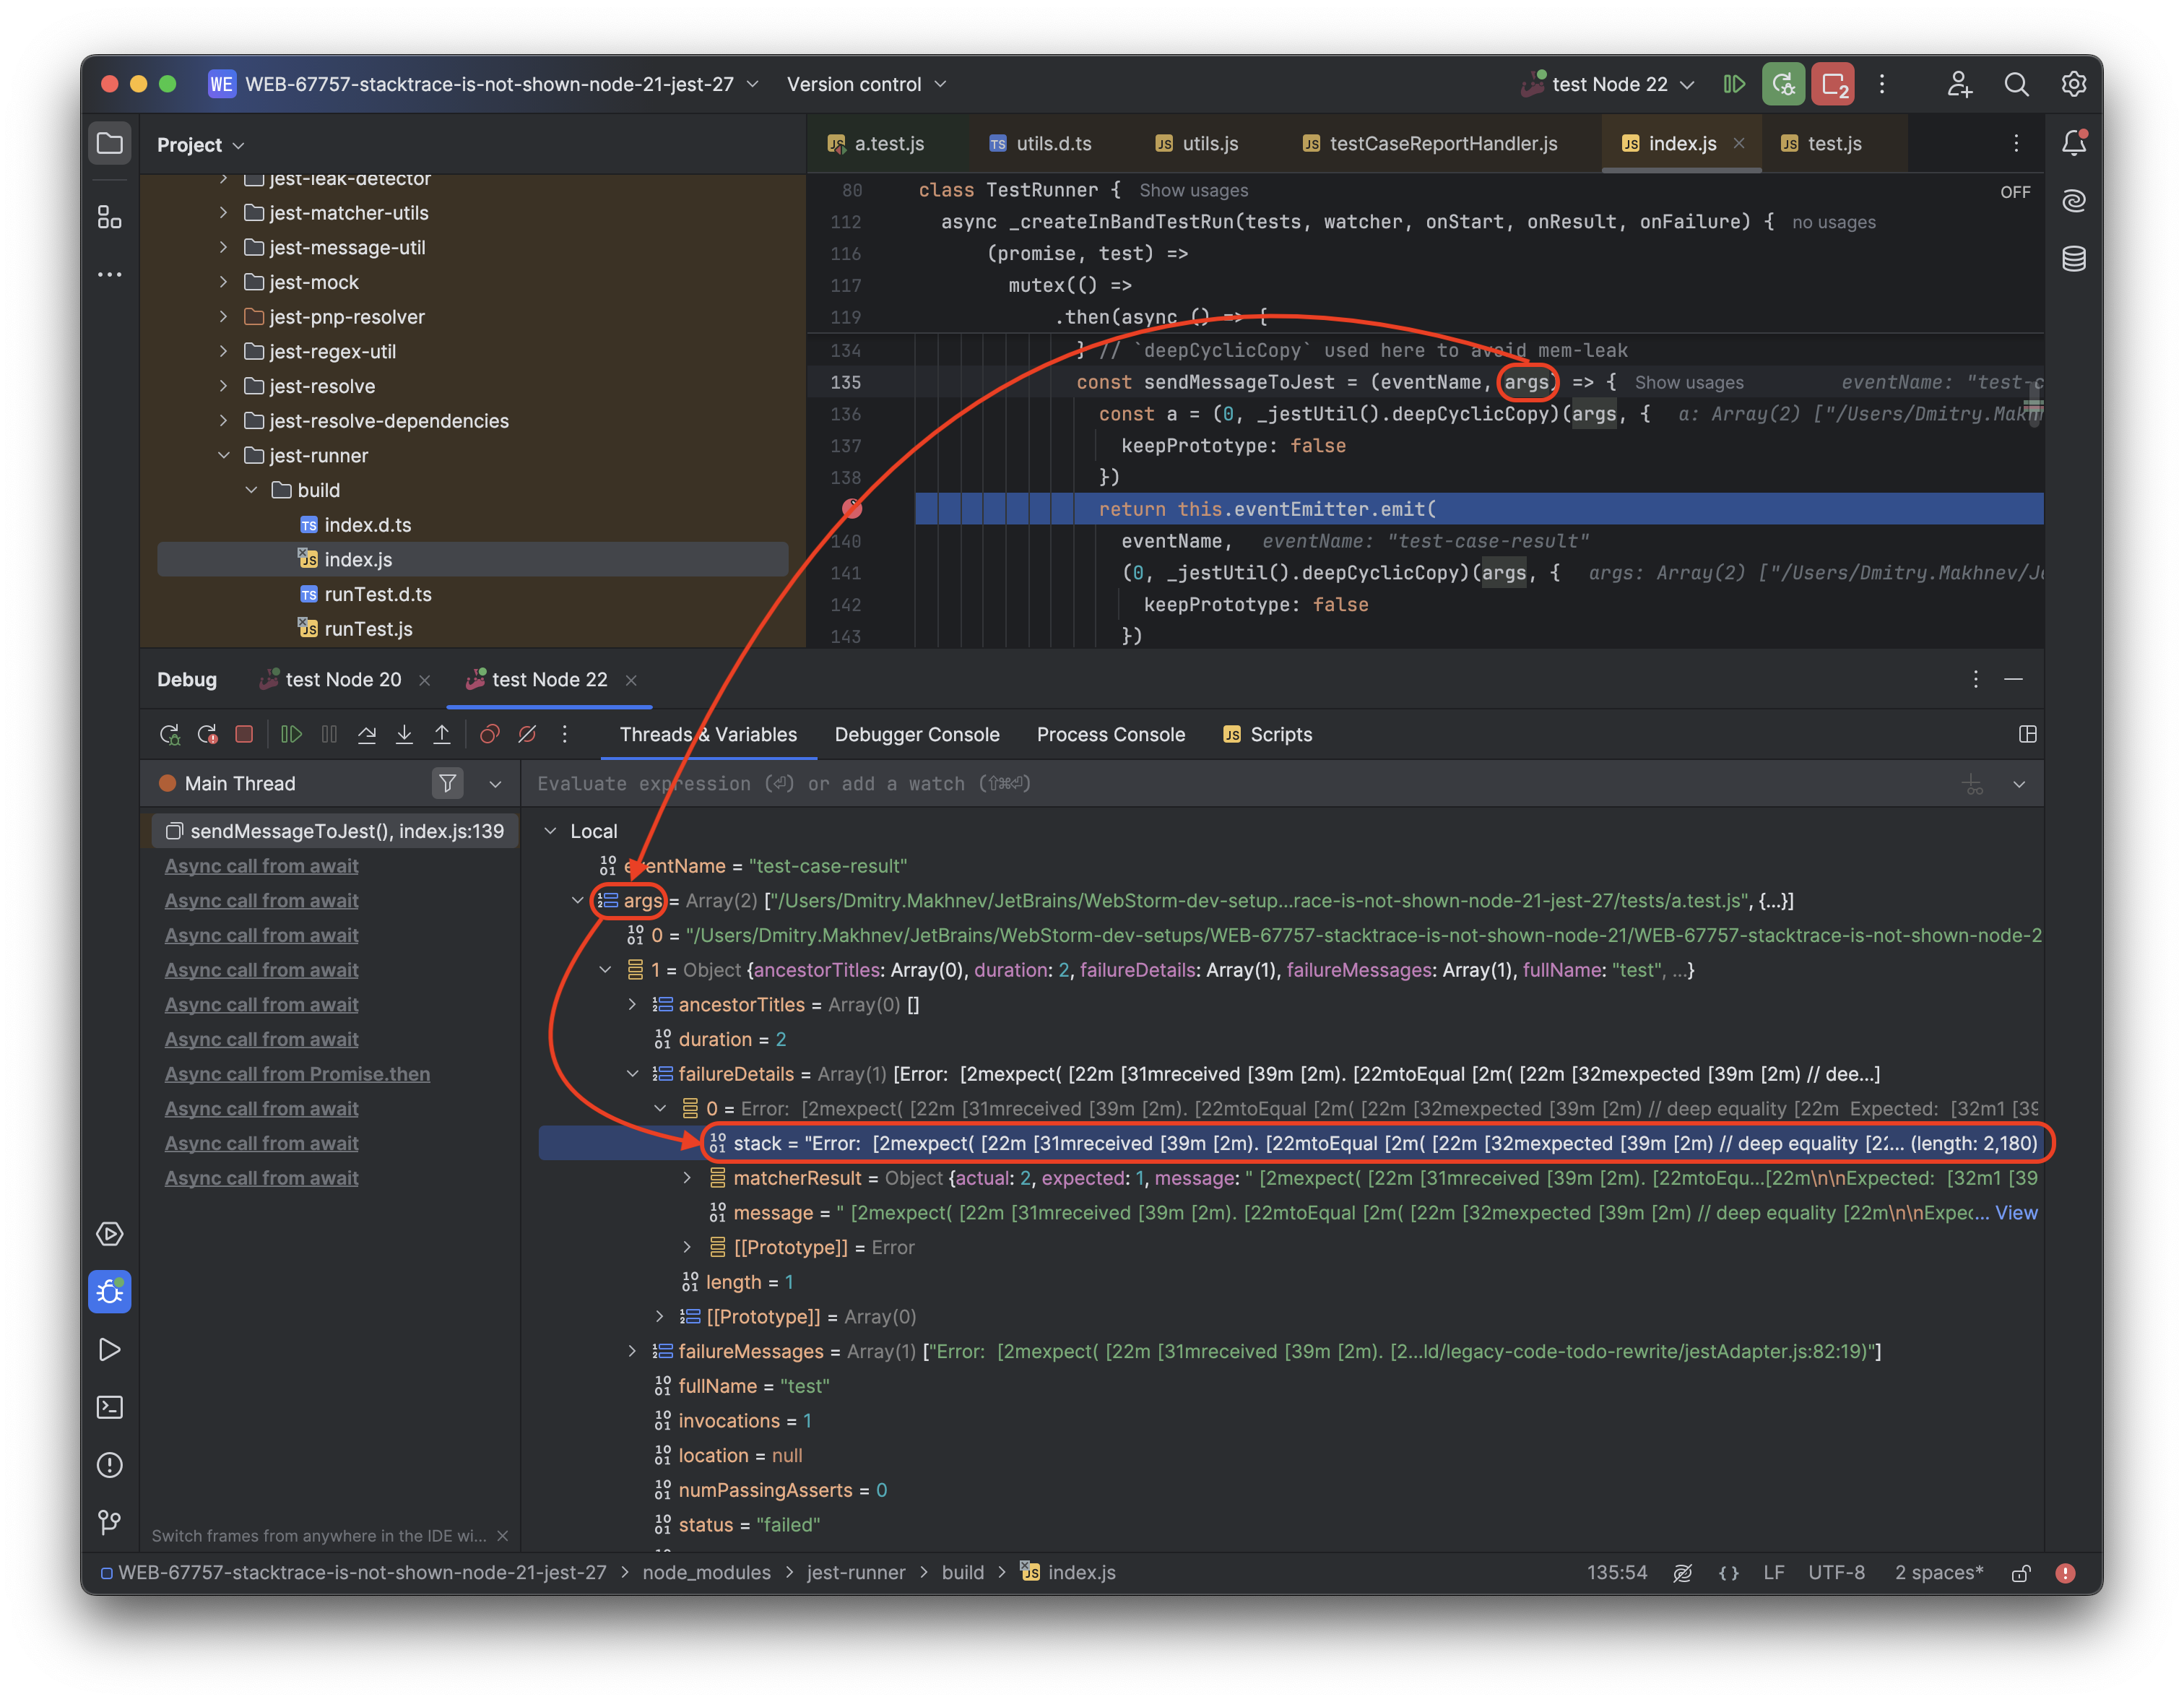 WE WEB-67757-stacktrace-is-not-shown-node-21-jest-27 Version control test Node 22 2
Project
jest-leak-detector
jest-matcher-utils
jest-message-util
jest-mock
jest-pnp-resolver
jest-regex-util
jest-resolve
jest-resolve-dependencies
jest-runner
build
TS index.d.ts
JS index.js
TS runTest.d.ts
JS runTest.js
JS a.test.js TS utils.d.ts JS utils.js JS testCaseReportHandler.js JS index.js JS test.js
80 class TestRunner { Show usages OFF
112 async _createInBandTestRun(tests, watcher, onStart, onResult, onFailure) { no usages
116 (promise, test) =>
117 mutex(() =>
119 .then(async () => {
134 } // `deepCyclicCopy` used here to avoid mem-leak
135 const sendMessageToJest = (eventName, args) => { Show usages eventName: "test-c
136 const a = (0, _jestUtil().deepCyclicCopy)(args, { a: Array(2) ["/Users/Dmitry.Makhn
137 keepPrototype: false
138 })
return this.eventEmitter.emit(
140 eventName, eventName: "test-case-result"
141 (0, _jestUtil().deepCyclicCopy)(args, { args: Array(2) ["/Users/Dmitry.Makhnev/Je
142 keepPrototype: false
143 })
Debug test Node 20 test Node 22
Threads & Variables Debugger Console Process Console JS Scripts
Main Thread
Evaluate expression (⏎) or add a watch (⇧⌘⏎)
sendMessageToJest(), index.js:139
Async call from await
Async call from await
Async call from await
Async call from await
Async call from await
Async call from await
Async call from Promise.then
Async call from await
Async call from await
Async call from await
Switch frames from anywhere in the IDE wi...
Local
eventName = "test-case-result"
args = Array(2) ["/Users/Dmitry.Makhnev/JetBrains/WebStorm-dev-setup...race-is-not-shown-node-21-jest-27/tests/a.test.js", {...}]
0 = "/Users/Dmitry.Makhnev/JetBrains/WebStorm-dev-setups/WEB-67757-stacktrace-is-not-shown-node-21/WEB-67757-stacktrace-is-not-shown-node-2
1 = Object {ancestorTitles: Array(0), duration: 2, failureDetails: Array(1), failureMessages: Array(1), fullName: "test", ...}
ancestorTitles = Array(0) []
duration = 2
failureDetails = Array(1) [Error: [2mexpect( [22m [31mreceived [39m [2m). [22mtoEqual [2m( [22m [32mexpected [39m [2m) // dee...]
0 = Error: [2mexpect( [22m [31mreceived [39m [2m). [22mtoEqual [2m( [22m [32mexpected [39m [2m) // deep equality [22m Expected: [32m1 [39
stack = "Error: [2mexpect( [22m [31mreceived [39m [2m). [22mtoEqual [2m( [22m [32mexpected [39m [2m) // deep equality [22... (length: 2,180)
matcherResult = Object {actual: 2, expected: 1, message: " [2mexpect( [22m [31mreceived [39m [2m). [22mtoEqu...[22m\n\nExpected: [32m1 [39
message = " [2mexpect( [22m [31mreceived [39m [2m). [22mtoEqual [2m( [22m [32mexpected [39m [2m) // deep equality [22m\n\nExpec... View
[[Prototype]] = Error
length = 1
[[Prototype]] = Array(0)
failureMessages = Array(1) ["Error: [2mexpect( [22m [31mreceived [39m [2m). [2...ld/legacy-code-todo-rewrite/jestAdapter.js:82:19)"]
fullName = "test"
invocations = 1
location = null
numPassingAsserts = 0
status = "failed"
WEB-67757-stacktrace-is-not-shown-node-21-jest-27 > node_modules > jest-runner > build > JS index.js 135:54 {} LF UTF-8 2 spaces*